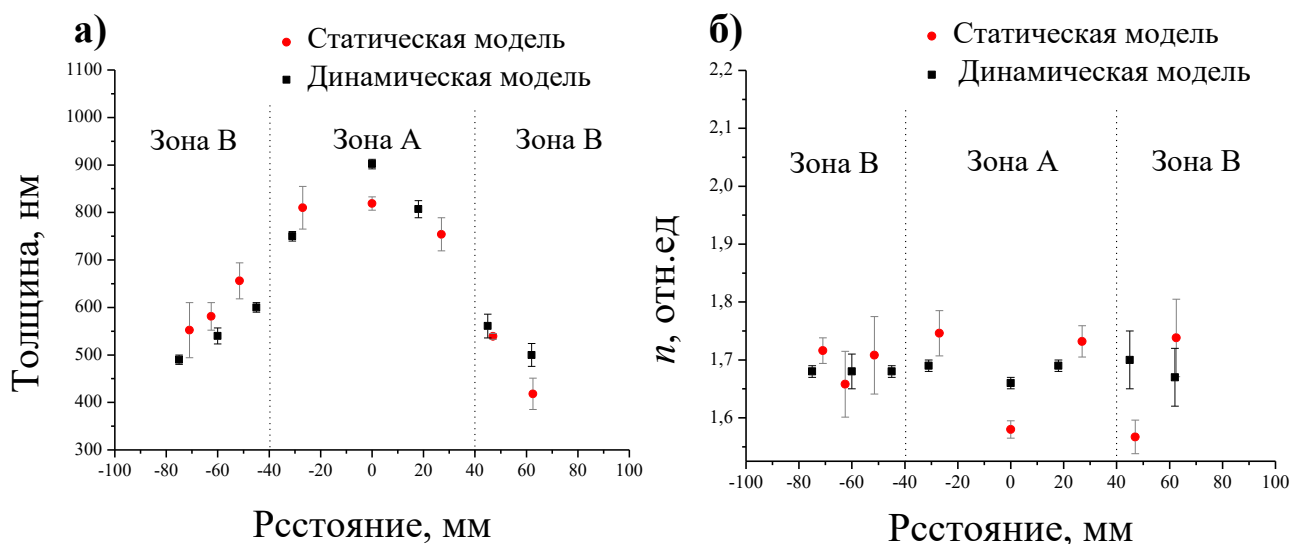 а)
Статическая модель
Динамическая модель
1100
1000
900
800
700
600
500
400
300
Зона В
Зона А
Зона В
Толщина, нм
-100 -80 -60 -40 -20 0 20 40 60 80 100
Рсстояние, мм
б)
Статическая модель
Динамическая модель
2,2
2,1
2,0
1,9
1,8
1,7
1,6
Зона В
Зона А
Зона В
n, отн.ед
-100 -80 -60 -40 -20 0 20 40 60 80 100
Рсстояние, мм